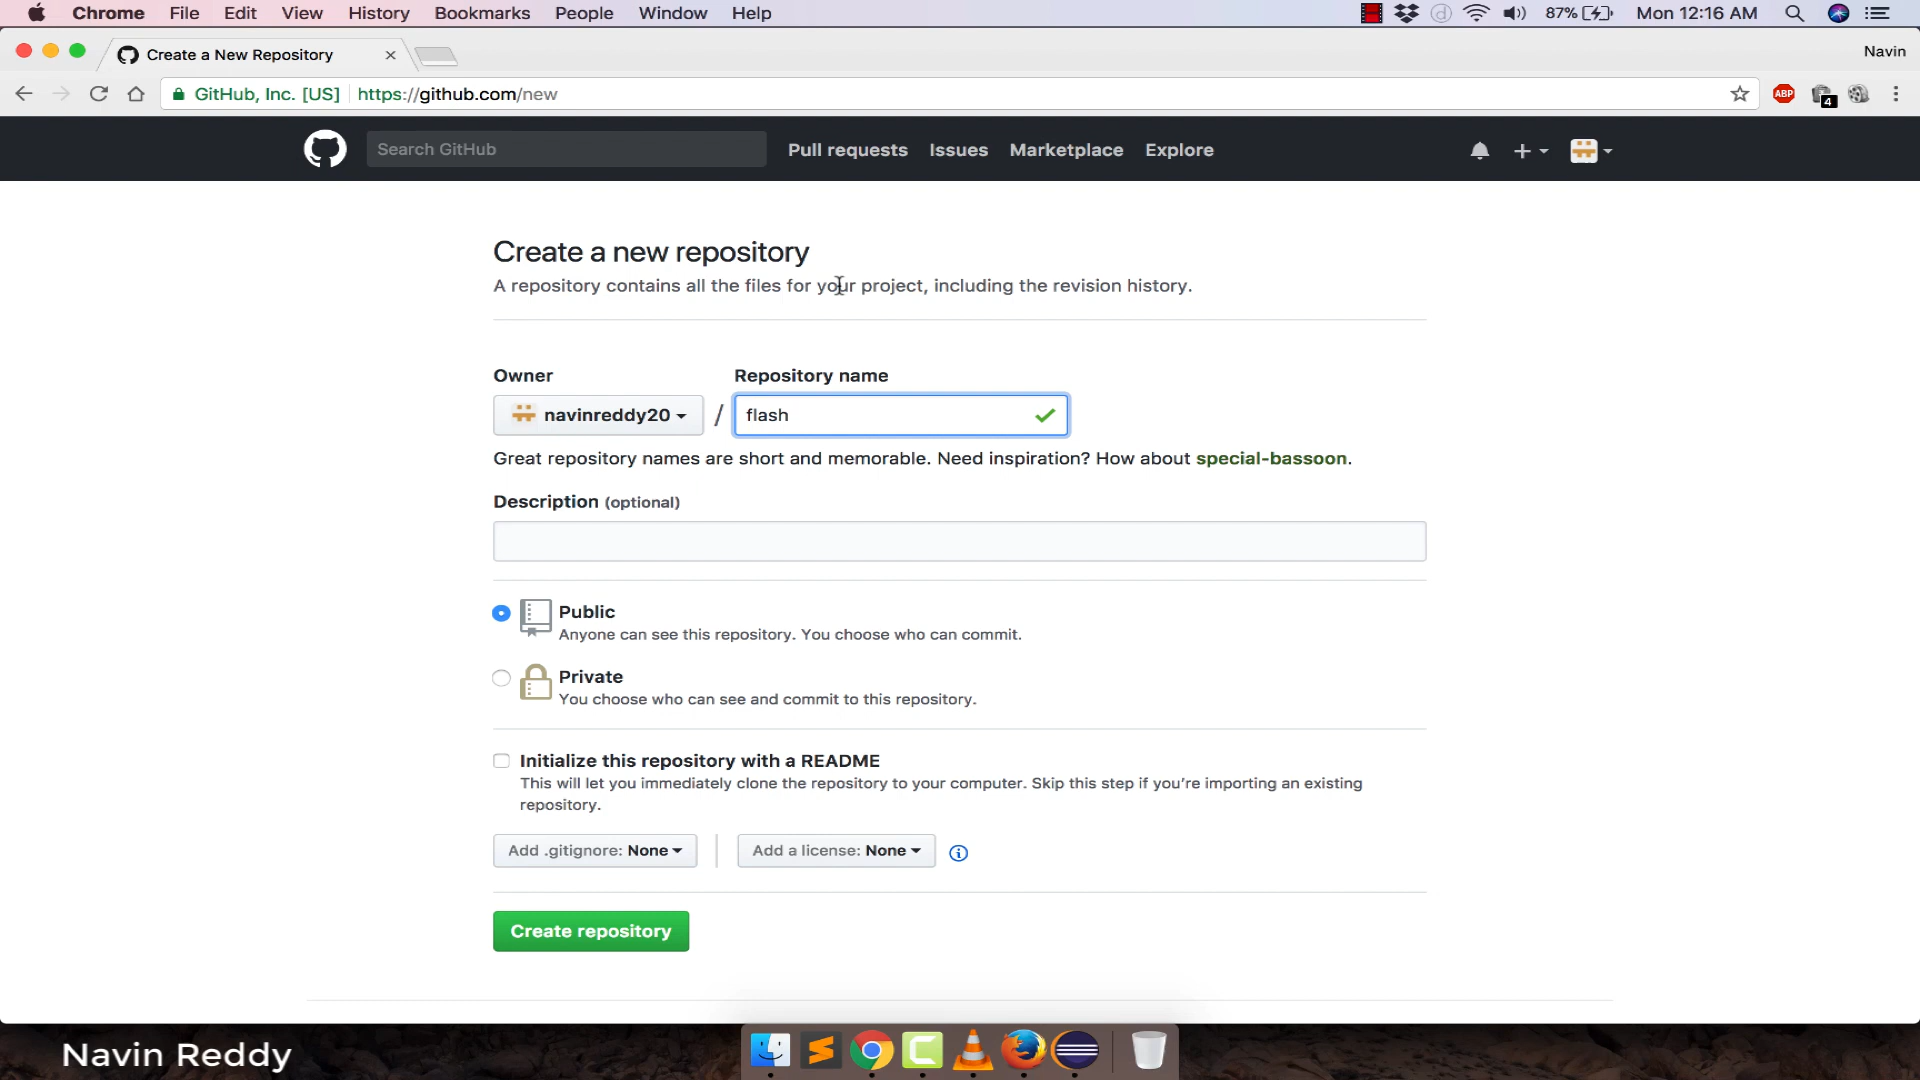 Chrome File Edit View History Bookmarks People Window Help 87% Mon 12:16 AM
Create a New Repository Navin
GitHub, Inc. [US] https://github.com/new ABP 4
Search GitHub Pull requests Issues Marketplace Explore
Create a new repository
A repository contains all the files for your project, including the revision history.
Owner Repository name
navinreddy20 / flash
Great repository names are short and memorable. Need inspiration? How about special-bassoon.
Description (optional)
Public
Anyone can see this repository. You choose who can commit.
Private
You choose who can see and commit to this repository.
Initialize this repository with a README
This will let you immediately clone the repository to your computer. Skip this step if you’re importing an existing
repository.
Add .gitignore: None Add a license: None
Create repository
Navin Reddy